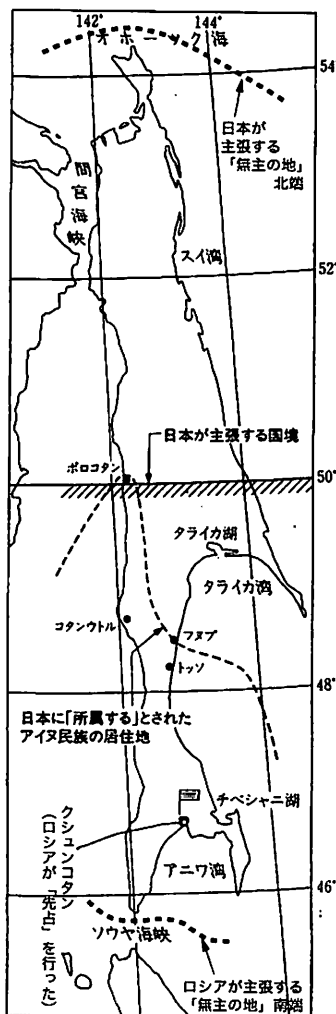 142°
144°
オホーツク海
54°
日本が
主張する
「無主の地」
北端
間宮海峡
スイ湾
52°
日本が主張する国境
ポロコタン
50°
タライカ湖
タライカ湾
コタンウトル
フヌプ
トッソ
48°
日本に「所属する」とされた
アイヌ民族の居住地
チベシャニ湖
クシュンコタン
(ロシアが「先占」を行った)
アニワ湾
46°
ソウヤ海峡
ロシアが主張する
「無主の地」南端